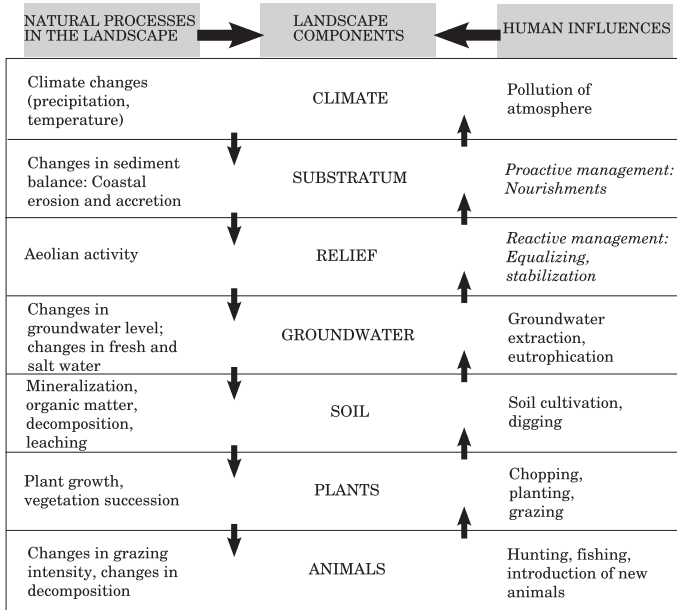 NATURAL PROCESSES
IN THE LANDSCAPE
LANDSCAPE
COMPONENTS
HUMAN INFLUENCES
Climate changes
(precipitation,
temperature)
CLIMATE
Pollution of
atmosphere
Changes in sediment
balance: Coastal
erosion and accretion
SUBSTRATUM
Proactive management:
Nourishments
Aeolian activity
RELIEF
Reactive management:
Equalizing,
stabilization
Changes in
groundwater level;
changes in fresh and
salt water
GROUNDWATER
Groundwater
extraction,
eutrophication
Mineralization,
organic matter,
decomposition,
leaching
SOIL
Soil cultivation,
digging
Plant growth,
vegetation succession
PLANTS
Chopping,
planting,
grazing
Changes in grazing
intensity, changes in
decomposition
ANIMALS
Hunting, fishing,
introduction of new
animals